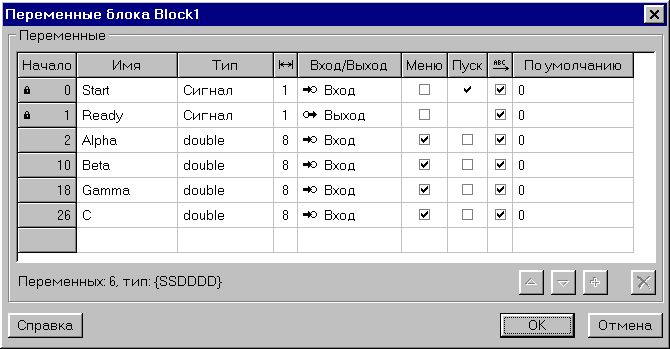 Переменные блока Block1
Переменные
Начало Имя Тип Вход/Выход Меню Пуск ABC По умолчанию
0 Start Сигнал 1 Вход 0
1 Ready Сигнал 1 Выход 0
2 Alpha double 8 Вход 0
10 Beta double 8 Вход 0
18 Gamma double 8 Вход 0
26 C double 8 Вход 0
Переменных: 6, тип: {SSDDDD}
Справка OK Отмена